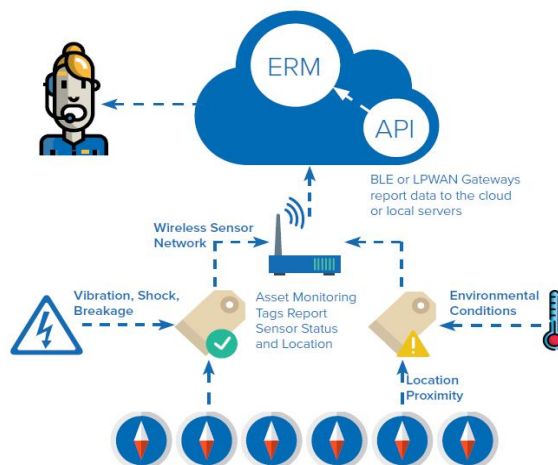 ERM
API
BLE or LPWAN Gateways
report data to the cloud
or local servers
Wireless Sensor
Network
Vibration, Shock,
Breakage
Asset Monitoring
Tags Report
Sensor Status
and Location
Environmental
Conditions
Location
Proximity